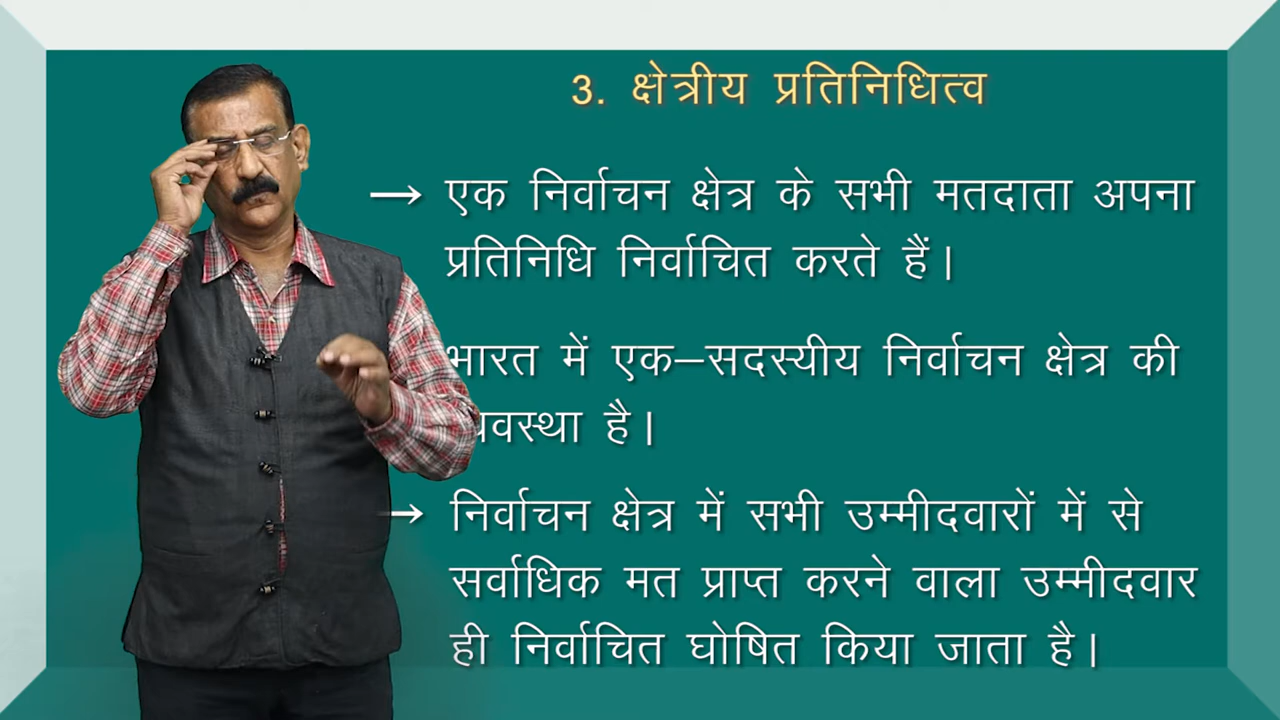 3. क्षेत्रीय प्रतिनिधित्व
→ एक निर्वाचन क्षेत्र के सभी मतदाता अपना
प्रतिनिधि निर्वाचित करते हैं।
भारत में एक–सदस्यीय निर्वाचन क्षेत्र की
है।
→ निर्वाचन क्षेत्र में सभी उम्मीदवारों में से
सर्वाधिक मत प्राप्त करने वाला उम्मीदवार
ही निर्वाचित घोषित किया जाता है।